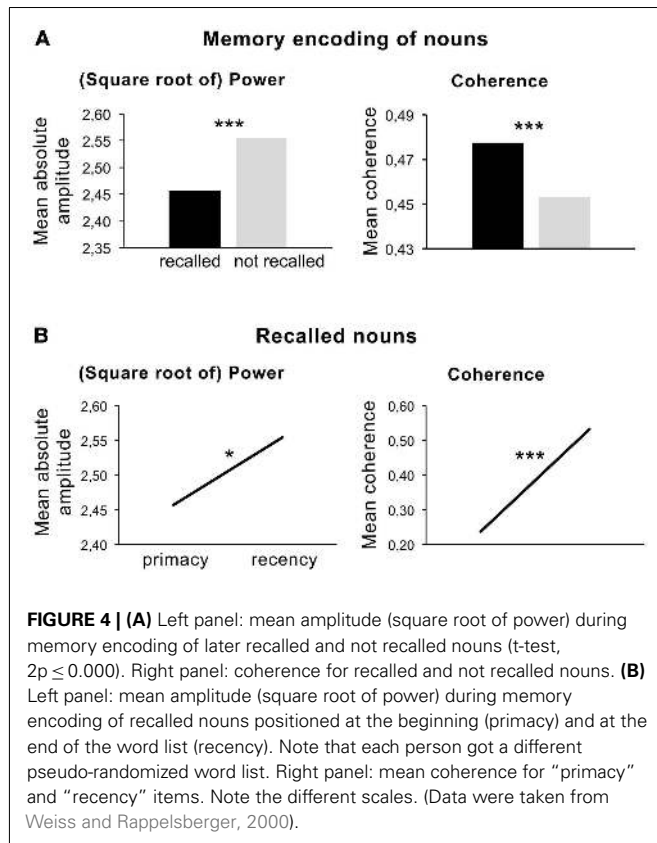 A Memory encoding of nouns
(Square root of) Power
Coherence
Mean absolute
amplitude
2,60
2,55
2,50
2,45
2,40
2,35
***
recalled not recalled
Mean coherence
0,49
0,47
0,45
0,43
***
B Recalled nouns
(Square root of) Power
Coherence
Mean absolute
amplitude
2,60
2,55
2,50
2,45
2,40
*
primacy recency
Mean coherence
0,60
0,50
0,40
0.30
0.20
***
FIGURE 4 | (A) Left panel: mean amplitude (square root of power) during
memory encoding of later recalled and not recalled nouns (t-test,
2p ≤ 0.000). Right panel: coherence for recalled and not recalled nouns. (B)
Left panel: mean amplitude (square root of power) during memory
encoding of recalled nouns positioned at the beginning (primacy) and at the
end of the word list (recency). Note that each person got a different
pseudo-randomized word list. Right panel: mean coherence for “primacy”
and “recency” items. Note the different scales. (Data were taken from
Weiss and Rappelsberger, 2000).